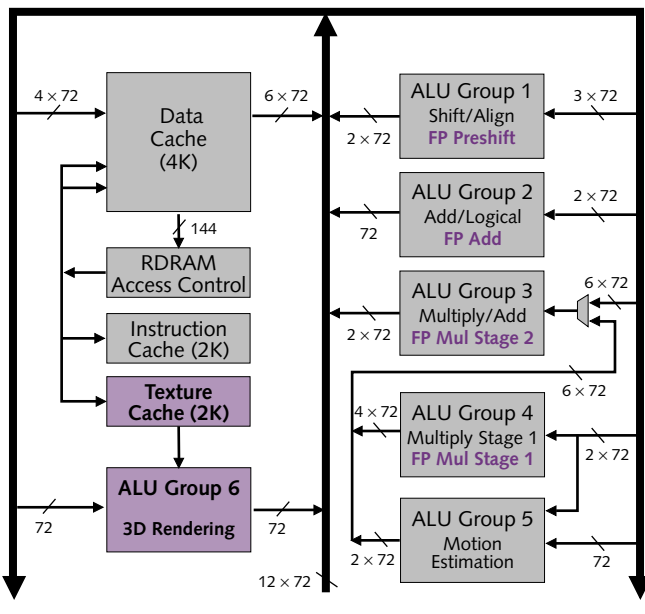 4 × 72
Data
Cache
(4K)
6 × 72
144
RDRAM
Access Control
Instruction
Cache (2K)
Texture
Cache (2K)
72
ALU Group 6
3D Rendering
72
12 × 72
ALU Group 1
Shift/Align
FP Preshift
2 × 72
3 × 72
ALU Group 2
Add/Logical
FP Add
72
2 × 72
ALU Group 3
Multiply/Add
FP Mul Stage 2
2 × 72
6 × 72
6 × 72
4 × 72
ALU Group 4
Multiply Stage 1
FP Mul Stage 1
2 × 72
ALU Group 5
Motion
Estimation
2 × 72
72